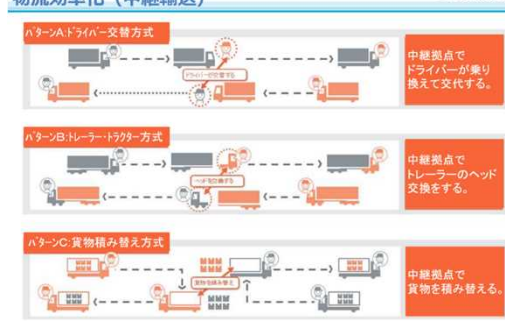 物流効率化（中継輸送）
パターンA:ドライバー交替方式
ドライバーが交替する
中継拠点で
ドライバーが乗り
換えて交代する。
パターンB:トレーラー・トラクター方式
ヘッドを交換する
中継拠点で
トレーラーのヘッド
交換をする。
パターンC:貨物積み替え方式
貨物を積み替え
中継拠点で
貨物を積み替える。